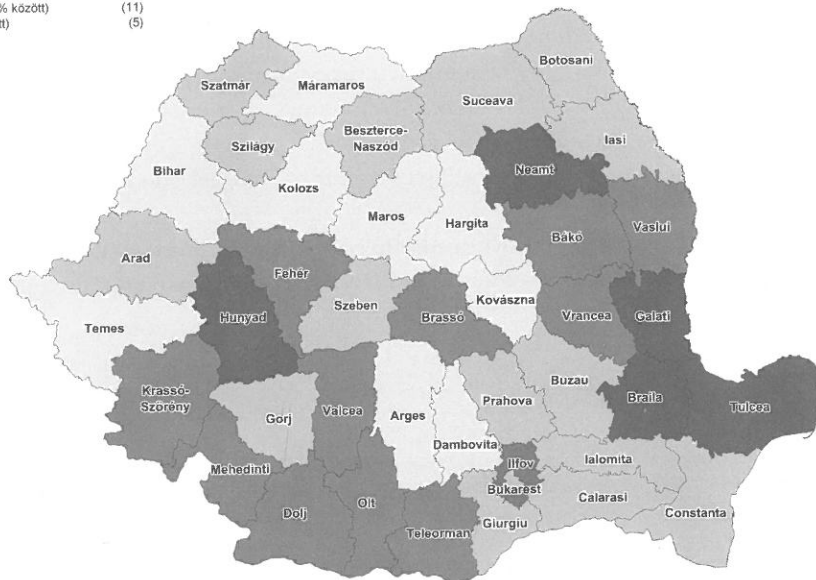 % között) (11)
tt) (5)
Botosani
Szatmár
Máramaros
Suceava
Iasi
Szilágy
Beszterce-
Naszód
Neamt
Bihar
Kolozs
Maros
Hargita
Bákó
Vaslui
Arad
Fehér
Szeben
Kovászna
Hunyad
Brassó
Vrancea
Galati
Temes
Krassó-
Szörény
Gorj
Valcea
Arges
Prahova
Buzau
Braila
Tulcea
Dambovita
Ilfov
Ialomita
Mehedinti
Bukarest
Calarasi
Dolj
Olt
Teleorman
Giurgiu
Constanta